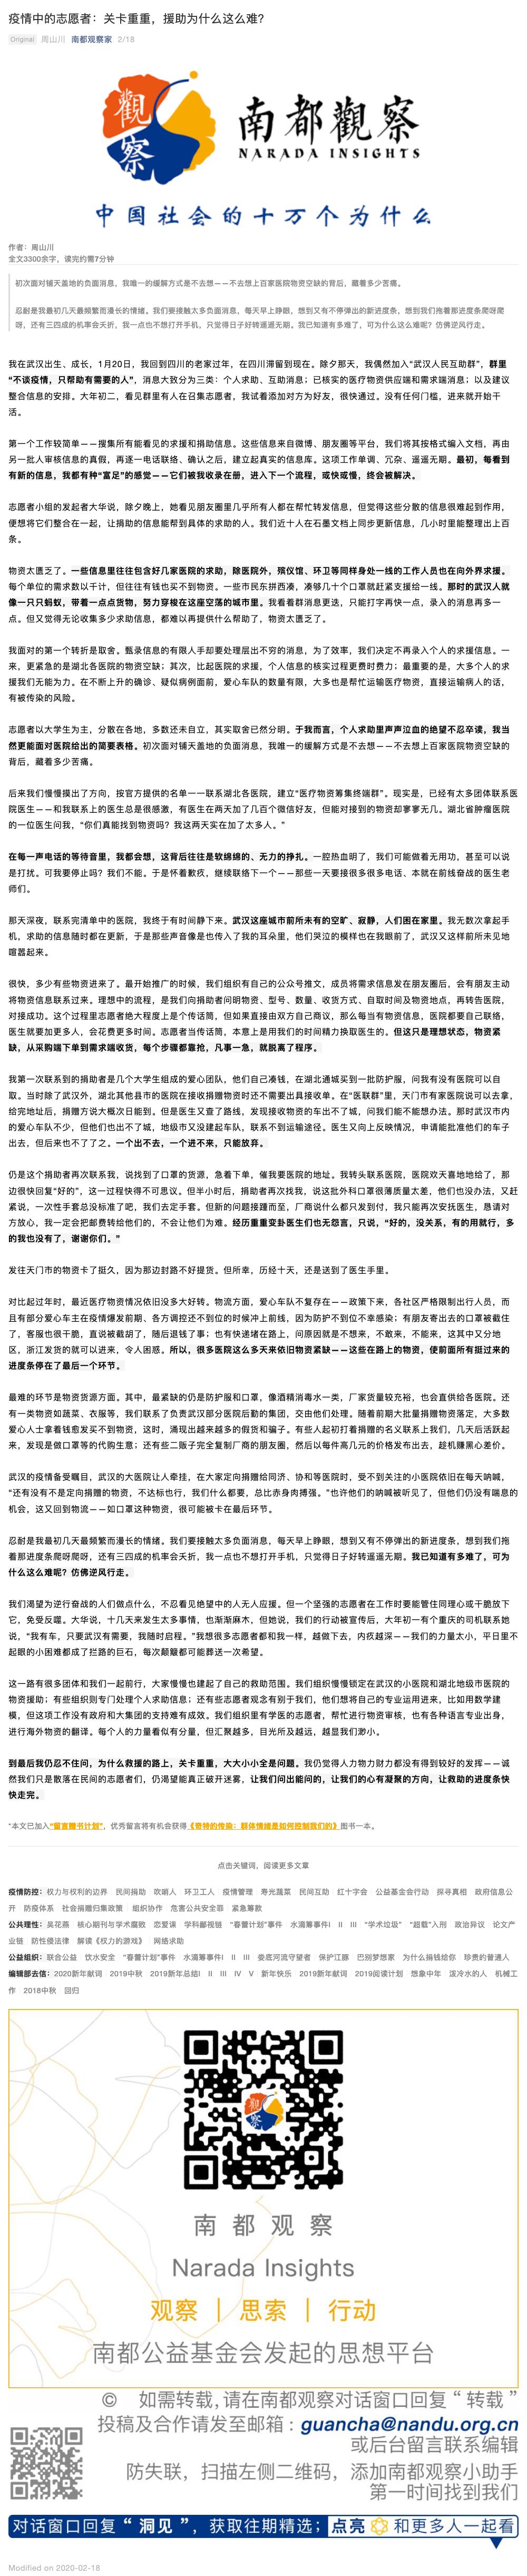 疫情中的志愿者：关卡重重，援助为什么这么难？
Original 周山川 南都观察家 2/18
觀察
南都觀察
NARADA INSIGHTS
中国社会的十万个为什么
作者：周山川
全文3300余字，读完约需7分钟
初次面对铺天盖地的负面消息，我唯一的缓解方式是不去想——不去想上百家医院物资空缺的背后，藏着多少苦痛。
忍耐是我最初几天最频繁而漫长的情绪。我们要接触太多负面消息，每天早上睁眼，想到又有不停弹出的新进度条，想到我们拖着那进度条爬呀爬
呀，还有三四成的机率会夭折，我一点也不想打开手机，只觉得日子好转遥遥无期。我已知道有多难了，可为什么这么难呢？仿佛逆风行走。
我在武汉出生、成长，1月20日，我回到四川的老家过年，在四川滞留到现在。除夕那天，我偶然加入“武汉人民互助群”，群里
“不谈疫情，只帮助有需要的人”，消息大致分为三类：个人求助、互助消息；已核实的医疗物资供应端和需求端消息；以及建议
整合信息的安排。大年初二，看见群里有人在召集志愿者，我试着添加对方为好友，很快通过。没有任何门槛，进来就开始干
活。
第一个工作较简单——搜集所有能看见的求援和捐助信息。这些信息来自微博、朋友圈等平台，我们将其按格式编入文档，再由
另一批人审核信息的真假，再逐一电话联络、确认之后，建立起真实的信息库。这项工作单调、冗杂、遥遥无期。最初，每看到
有新的信息，我都有种“富足”的感觉——它们被我收录在册，进入下一个流程，或快或慢，终会被解决。
志愿者小组的发起者大华说，除夕晚上，她看见朋友圈里几乎所有人都在帮忙转发信息，但觉得这些分散的信息很难起到作用，
便想将它们整合在一起，让捐助的信息能帮到具体的求助的人。我们近十人在石墨文档上同步更新信息，几小时里能整理出上百
条。
物资太匮乏了。一些信息里往往包含好几家医院的求助，除医院外，殡仪馆、环卫等同样身处一线的工作人员也在向外界求援。
每个单位的需求数以千计，但往往有钱也买不到物资。一些市民东拼西凑，凑够几十个口罩就赶紧支援给一线。那时的武汉人就
像一只只蚂蚁，带着一点点货物，努力穿梭在这座空荡的城市里。我看着群消息更迭，只能打字再快一点，录入的消息再多一
点。但又觉得无论收集多少求助信息，都难以再提供什么帮助了，物资太匮乏了。
我面对的第一个转折是取舍。甄录信息的有限人手却要处理层出不穷的消息，为了效率，我们决定不再录入个人的求援信息。一
来，更紧急的是湖北各医院的物资空缺；其次，比起医院的求援，个人信息的核实过程更费时费力；最重要的是，大多个人的求
援我们无能为力。在不断上升的确诊、疑似病例面前，爱心车队的数量有限，大多也是帮忙运输医疗物资，直接运输病人的话，
有被传染的风险。
志愿者以大学生为主，分散在各地，多数还未自立，其实取舍已然分明。于我而言，个人求助里声声泣血的绝望不忍卒读，我当
然更能面对医院给出的简要表格。初次面对铺天盖地的负面消息，我唯一的缓解方式是不去想——不去想上百家医院物资空缺的
背后，藏着多少苦痛。
后来我们慢慢摸出了方向，按官方提供的名单一一联系湖北各医院，建立“医疗物资筹集终端群”。现实是，已经有太多团体联系医
院医生——和我联系上的医生总是很感激，有医生在两天加了几百个微信好友，但能对接到的物资却寥寥无几。湖北省肿瘤医院
的一位医生问我，“你们真能找到物资吗？我这两天实在加了太多人。”
在每一声电话的等待音里，我都会想，这背后往往是软绵绵的、无力的挣扎。一腔热血明了，我们可能做着无用功，甚至可以说
是打扰。可我要停止吗？我们不能。于是怀着歉疚，继续联络下一个——那些一天要接很多很多电话、本就在前线奋战的医生老
师们。
那天深夜，联系完清单中的医院，我终于有时间静下来。武汉这座城市前所未有的空旷、寂静，人们困在家里。我无数次拿起手
机，求助的信息随时都在更新，于是那些声音像是也传入了我的耳朵里，他们哭泣的模样也在我眼前了，武汉又这样前所未见地
喧嚣起来。
很快，多少有些物资进来了。最开始推广的时候，我们组织有自己的公众号推文，成员将需求信息发在朋友圈后，会有朋友主动
将物资信息联系过来。理想中的流程，是我们向捐助者问明物资、型号、数量、收货方式、自取时间及物资地点，再转告医院，
对接成功。这个过程里志愿者绝大程度上是个传话筒，但如果直接由双方自己商议，那么每当有物资信息，医院都要自己联络，
医生就要加更多人，会花费更多时间。志愿者当传话筒，本意上是用我们的时间精力换取医生的。但这只是理想状态，物资紧
缺，从采购端下单到需求端收货，每个步骤都靠抢，凡事一急，就脱离了程序。
我第一次联系到的捐助者是几个大学生组成的爱心团队，他们自己凑钱，在湖北通城买到一批防护服，问我有没有医院可以自
取。当时除了武汉外，湖北其他县市的医院在接收捐赠物资时还不需要出具接收单。在“医联群”里，天门市有家医院说可以去拿，
给完地址后，捐赠方说大概次日能到。但是医生又查了路线，发现接收物资的车出不了城，问我们能不能想办法。那时武汉市内
的爱心车队不少，但他们也出不了城，地级市又没建起车队，联系不到运输途径。医生又向上反映情况，申请能批准他们的车子
出去，但后来也不了了之。一个出不去，一个进不来，只能放弃。
仍是这个捐助者再次联系我，说找到了口罩的货源，急着下单，催我要医院的地址。我转头联系医院，医院欢天喜地地给了，那
边很快回复“好的”，这一过程快得不可思议。但半小时后，捐助者再次找我，说这批外科口罩很薄质量太差，他们也没办法，又赶
紧说，一次性手套总没标准了吧，我们去定手套。但新的问题接踵而至，厂商说什么都只发到付，我只能再次安抚医生，恳请对
方放心，我一定会把邮费转给他们的，不会让他们为难。经历重重变卦医生们也无怨言，只说，“好的，没关系，有的用就行，多
的我也没有了，谢谢你们。”
发往天门市的物资卡了挺久，因为那边封路不好提货。但所幸，历经十天，还是送到了医生手里。
对比起过年时，最近医疗物资情况依旧没多大好转。物流方面，爱心车队不复存在——政策下来，各社区严格限制出行人员，而
且有部分爱心车主在疫情爆发前期、各方调控还不到位的时候冲上前线，因为防护不到位不幸感染；有朋友寄出去的口罩被截住
了，客服也很干脆，直说被截胡了，随后退钱了事；也有快递堵在路上，问原因就是不想来，不敢来，不能来，这其中又分地
区，浙江发货的就可以进来，令人困惑。所以，很多医院这么多天来依旧物资紧缺——这些在路上的物资，使前面所有挺过来的
进度条停在了最后一个环节。
最难的环节是物资货源方面。其中，最紧缺的仍是防护服和口罩，像酒精消毒水一类，厂家货量较充裕，也会直供给各医院。还
有一类物资如蔬菜、衣服等，我们联系了负责武汉部分医院后勤的集团，交由他们处理。随着前期大批量捐赠物资落定，大多数
爱心人士拿着钱愈发买不到物资，这时，涌现出越来越多的假货和骗子。有些人起初打着捐赠的名义联系上我们，几天后活跃起
来，发现是做口罩等的代购生意；还有些二贩子完全复制厂商的朋友圈，然后以每件高几元的价格发布出去，趁机赚黑心差价。
武汉的疫情备受瞩目，武汉的大医院让人牵挂，在大家定向捐赠给同济、协和等医院时，受不到关注的小医院依旧在每天呐喊，
“还有没有不是定向捐赠的物资，不达标也行，我们什么都要，总比赤身肉搏强。”也许他们的呐喊被听见了，但他们仍没有喘息的
机会，这又回到物流——如口罩这种物资，很可能被卡在最后环节。
忍耐是我最初几天最频繁而漫长的情绪。我们要接触太多负面消息，每天早上睁眼，想到又有不停弹出的新进度条，想到我们拖
着那进度条爬呀爬呀，还有三四成的机率会夭折，我一点也不想打开手机，只觉得日子好转遥遥无期。我已知道有多难了，可为
什么这么难呢？仿佛逆风行走。
我们渴望为逆行奋战的人们做点什么，不忍看见绝望中的人无人应援。但一个坚强的志愿者在工作时要能管住同理心或干脆放下
它，免受反噬。大华说，十几天来发生太多事情，也渐渐麻木，但她说，我们的行动被宣传后，大年初一有个重庆的司机联系她
说，“我有车，只要武汉有需要，我随时启程。”我想很多志愿者都和我一样，越做下去，内疚越深——我们的力量太小，平日里不
起眼的小困难都成了拦路的巨石，每次颠簸都可能葬送一次希望。
这一路有很多团体和我们一起前行，大家慢慢也建起了自己的救助范围。我们组织慢慢锁定在武汉的小医院和湖北地级市医院的
物资援助；有些组织则专门处理个人求助信息；还有些志愿者观念有别于我们，他们想将自己的专业运用进来，比如用数学建
模，但这项工作没有政府和大集团的支持难有成效。我们组织里有学医的志愿者，帮忙进行物资审核，也有各种语言专业出身，
进行海外物资的翻译。每个人的力量看似有分量，但汇聚越多，目光所及越远，越显我们渺小。
到最后我仍忍不住问，为什么救援的路上，关卡重重，大大小小全是问题。我仍觉得人力物力财力都没有得到较好的发挥——诚
然我们只是散落在民间的志愿者们，仍渴望能真正破开迷雾，让我们问出能问的，让我们的心有凝聚的方向，让救助的进度条快
快走完。
*本文已加入“留言赠书计划”，优秀留言将有机会获得《奇特的传染：群体情绪是如何控制我们的》图书一本。
点击关键词，阅读更多文章
疫情防控：权力与权利的边界 民间捐助 吹哨人 环卫工人 疫情管理 寿光蔬菜 民间互助 红十字会 公益基金会行动 探寻真相 政府信息公
开 防疫体系 社会捐赠归集政策 组织协作 危害公共安全罪 紧急筹款
公共理性：吴花燕 核心期刊与学术腐败 恋爱课 学科鄙视链 “春蕾计划”事件 水滴筹事件I II III “学术垃圾” “超载”入刑 政治异议 论文产
业链 防性侵法律 解读《权力的游戏》 网络求助
公益组织：联合公益 饮水安全 “春蕾计划”事件 水滴筹事件I II III 娄底河流守望者 保护江豚 巴别梦想家 为什么捐钱给你 珍贵的普通人
编辑部去信：2020新年献词 2019中秋 2019新年总结I II III IV V 新年快乐 2019新年献词 2019阅读计划 想象中年 泼冷水的人 机械工
作 2018中秋 回归
觀察
南都观察
Narada Insights
观察 | 思索 | 行动
南都公益基金会发起的思想平台
© 如需转载,请在南都观察对话窗口回复“转载”
投稿及合作请发至邮箱：guancha@nandu.org.cn
或后台留言联系编辑
防失联，扫描左侧二维码，添加南都观察小助手
第一时间找到我们
对话窗口回复“洞见”，获取往期精选；点亮 和更多人一起看
Modified on 2020-02-18